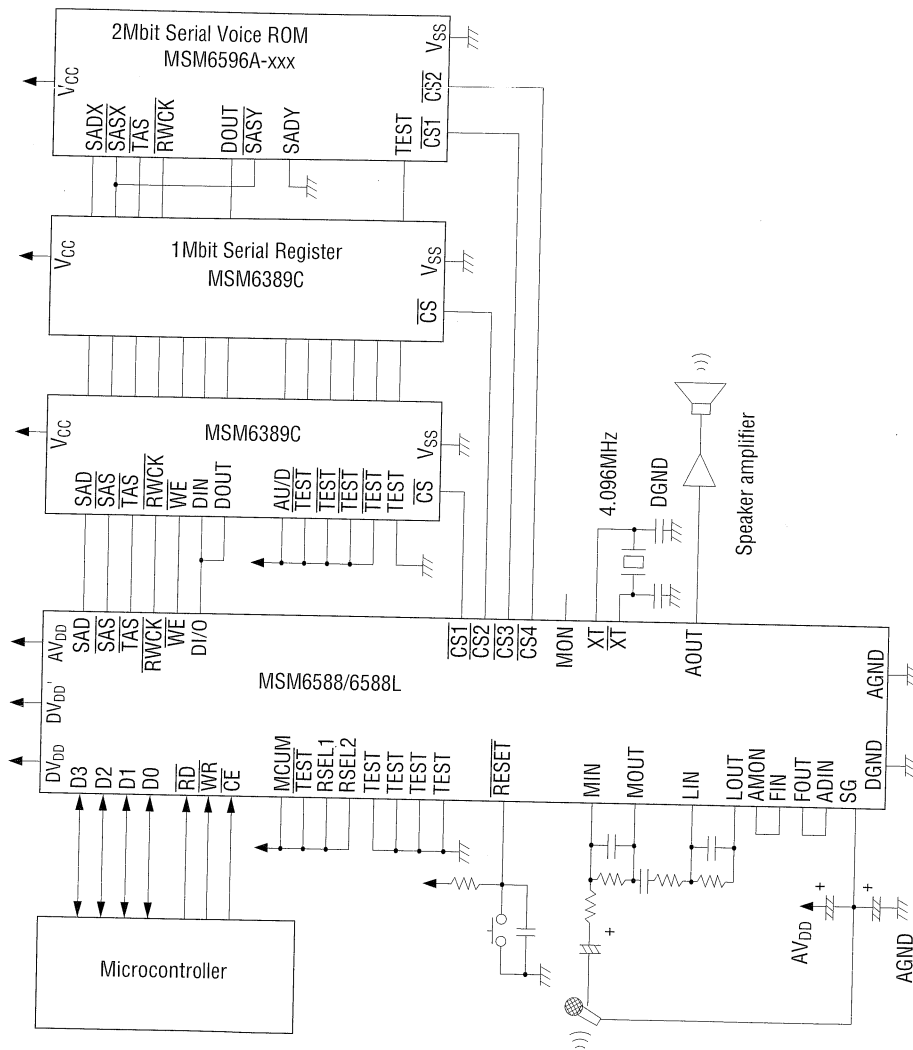 2Mbit Serial Voice ROM
MSM6596A-xxx
VCC
VSS
SADX
SASX
TAS
RWCK
DOUT
SASY
SADY
TEST
CS1
CS2
1Mbit Serial Register
MSM6389C
VCC
VSS
CS
MSM6389C
VCC
VSS
SAD
SAS
TAS
RWCK
WE
DIN
DOUT
AU/D
TEST
TEST
TEST
TEST
TEST
CS
4.096MHz
DGND
Speaker amplifier
MSM6588/6588L
DVDD
DVDD'
AVDD
SAD
SAS
TAS
RWCK
WE
DI/O
CS1
CS2
CS3
CS4
MON
XT
XT
AOUT
AGND
DGND
D3
D2
D1
D0
RD
WR
CE
MCUM
TEST
RSEL1
RSEL2
TEST
TEST
TEST
TEST
RESET
MIN
MOUT
LIN
LOUT
AMON
FIN
FOUT
ADIN
SG
Microcontroller
+
AVDD
+
+
AGND